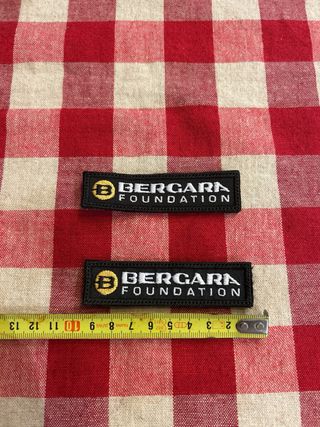 BERGARA
FOUNDATION
BERGARA
FOUNDATION
13 12 11 10 9 8 7 6 5 4 3 2